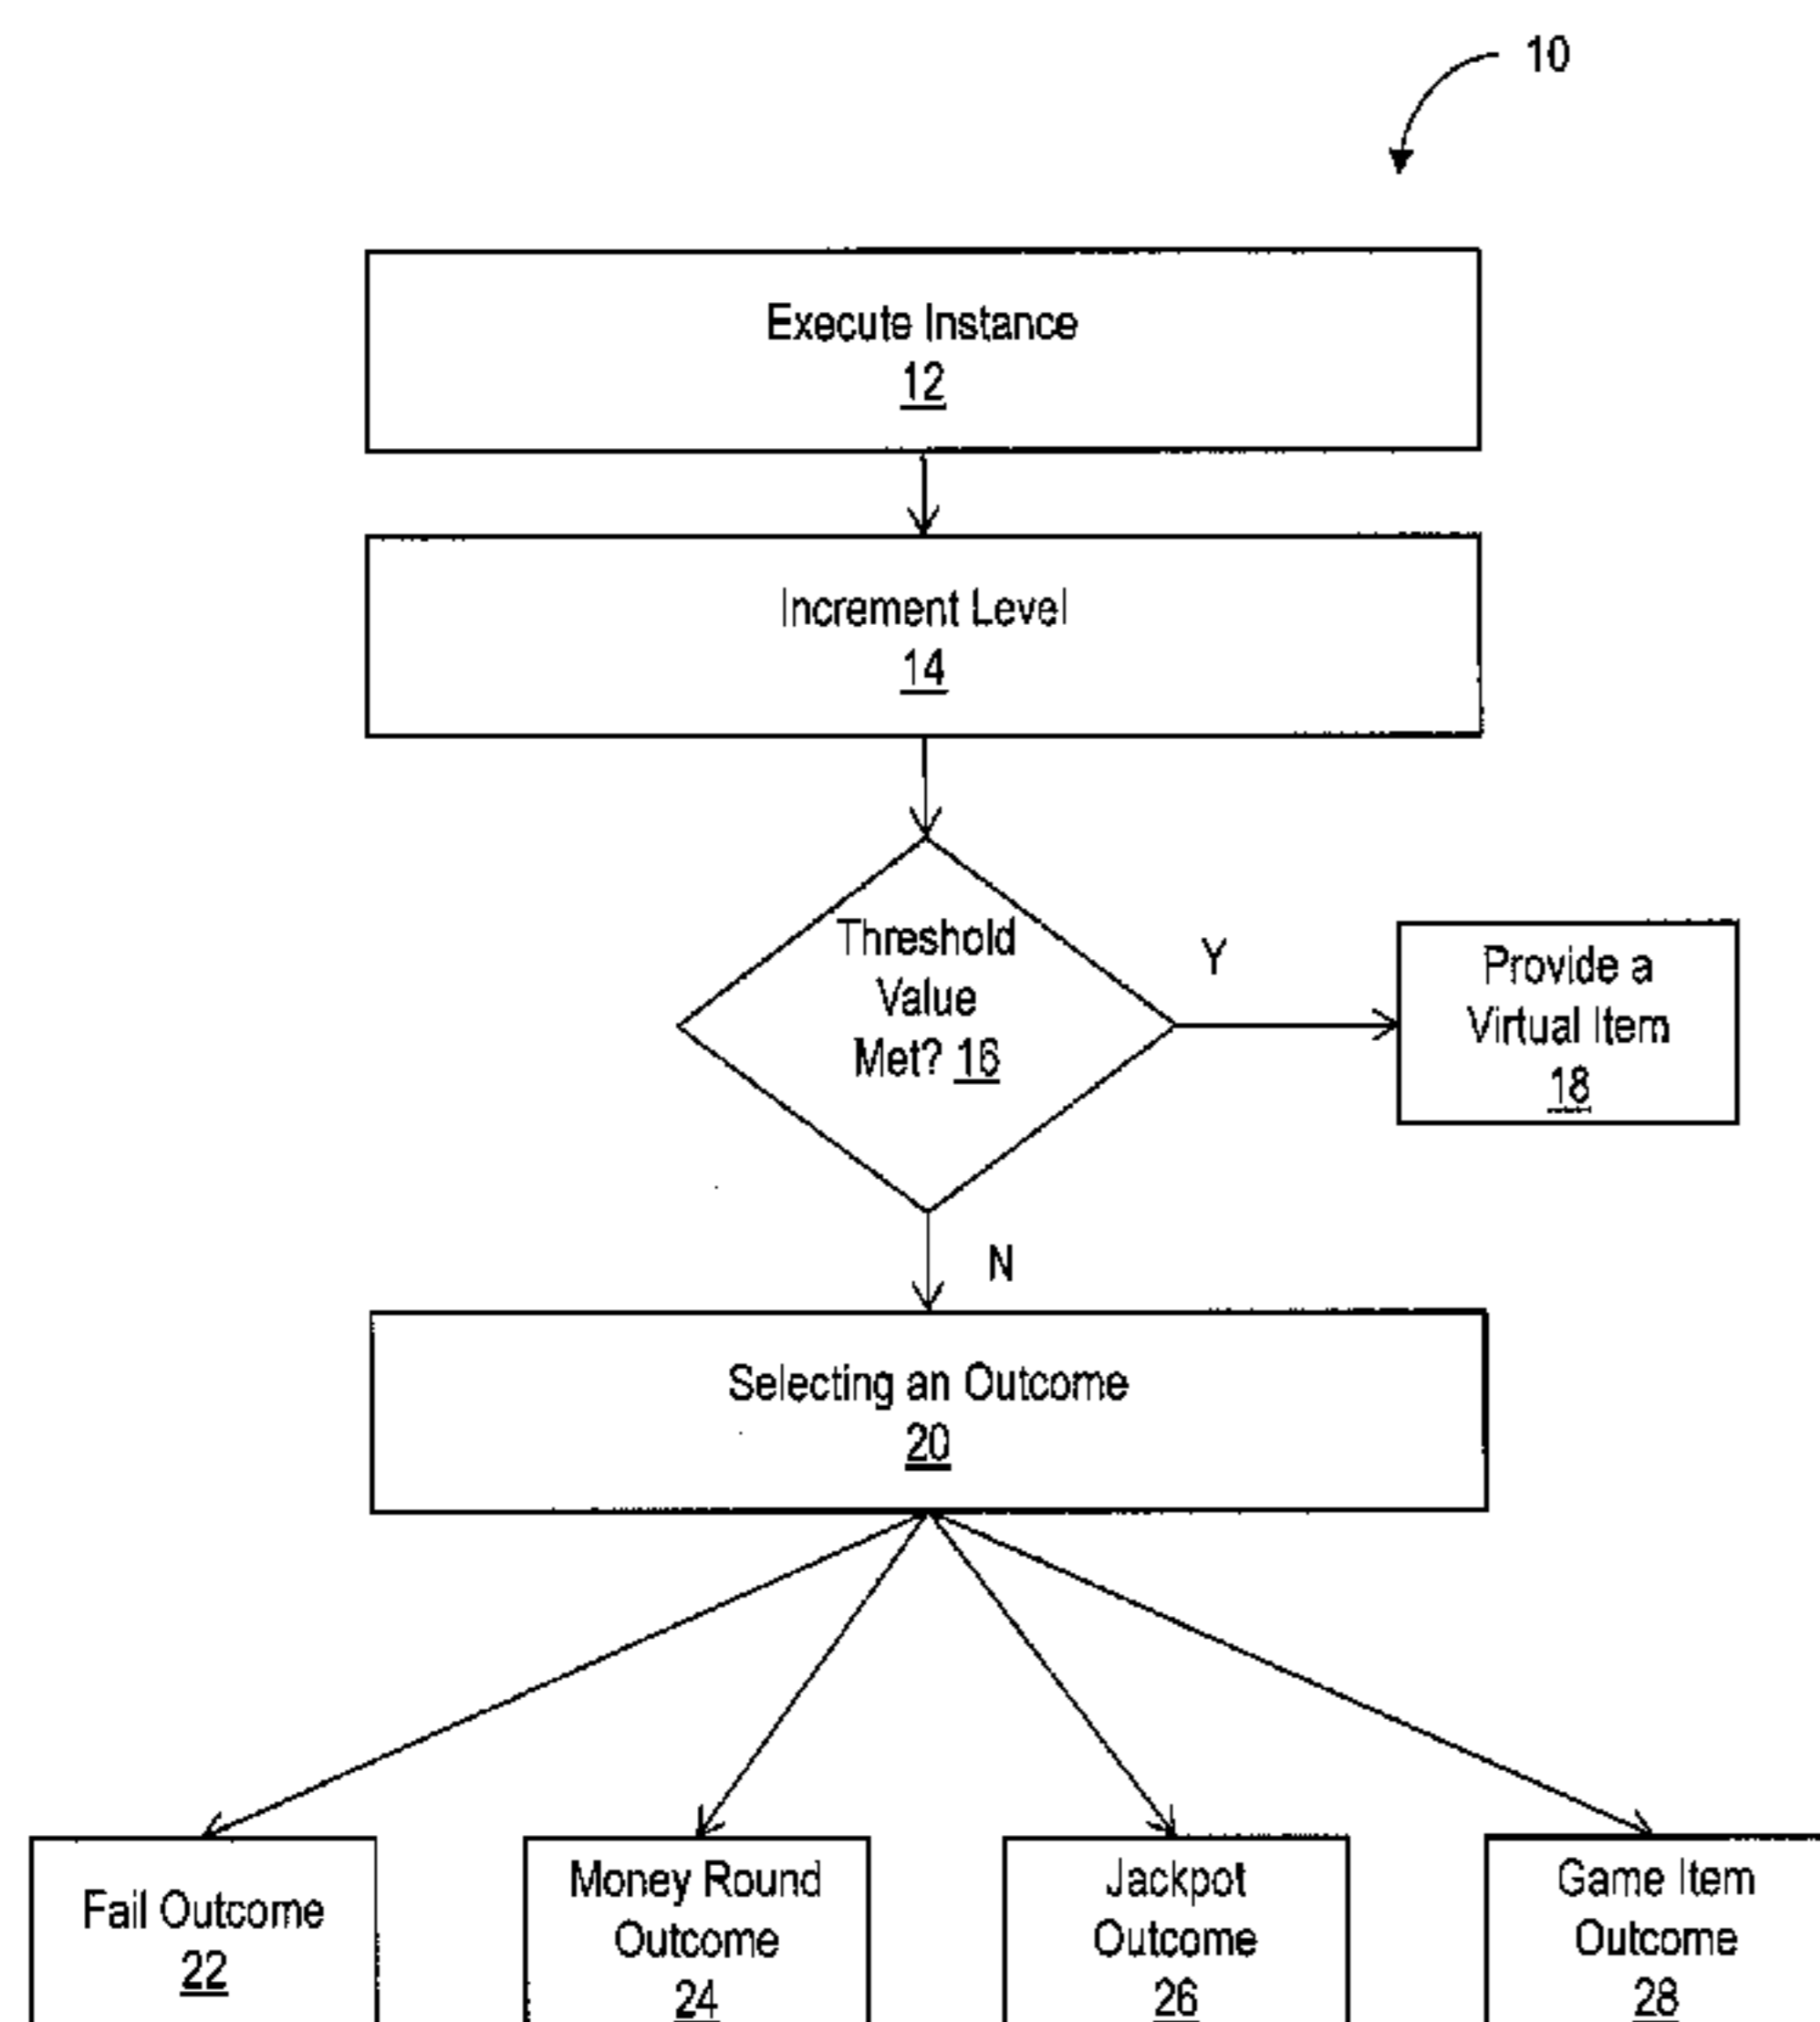 10
Execute Instance
12
Increment Level
14
Threshold
Value
Met? 16
Y
Provide a
Virtual Item
18
N
Selecting an Outcome
20
Fail Outcome
22
Money Round
Outcome
24
Jackpot
Outcome
26
Game Item
Outcome
28